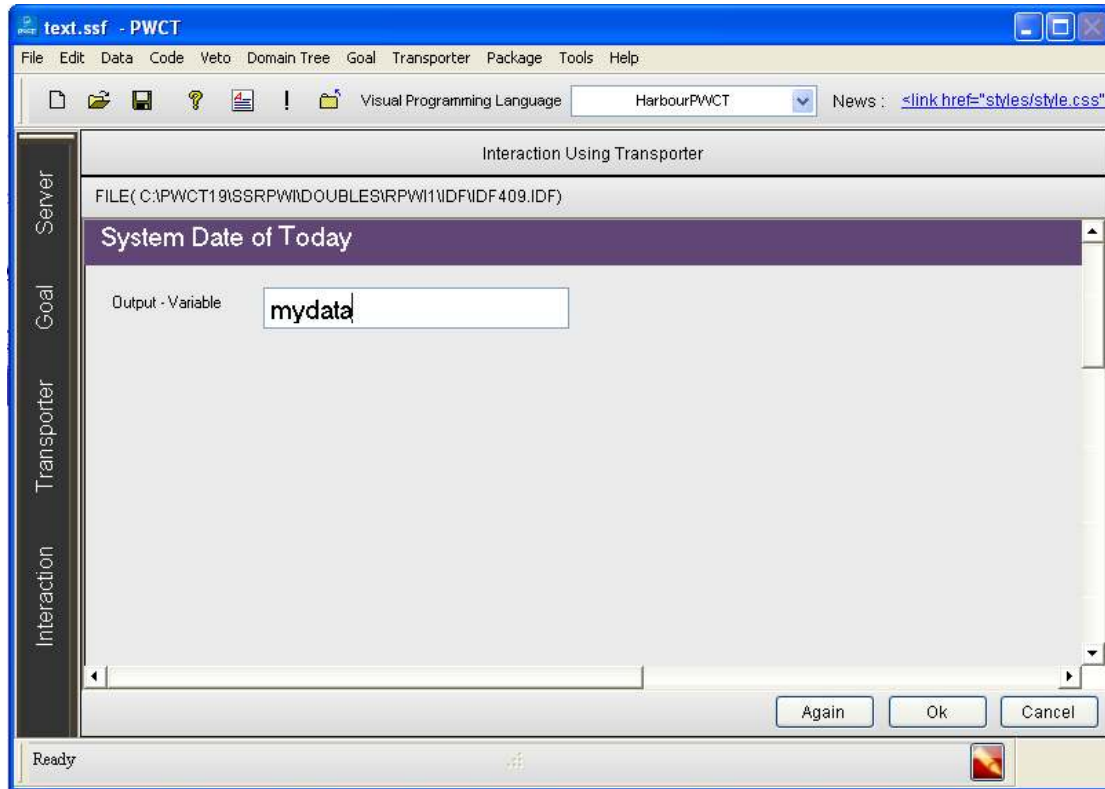 text.ssf - PWCT
File Edit Data Code Veto Domain Tree Goal Transporter Package Tools Help
Visual Programming Language HarbourPWCT News : <link href="styles/style.css"
Interaction Using Transporter
FILE( C:\PWCT19\SSRPWI\DOUBLES\RPWI1\IDF\IDF409.IDF)
System Date of Today
Output - Variable mydata
Server
Goal
Transporter
Interaction
Again Ok Cancel
Ready